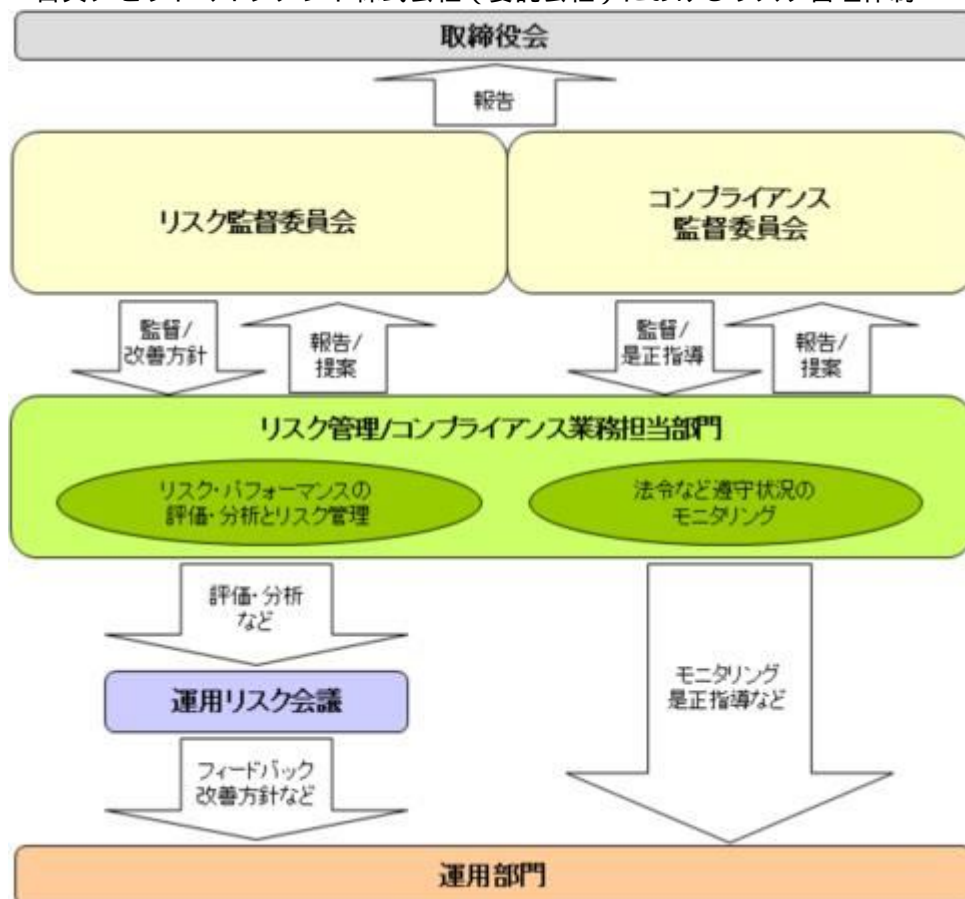 取締役会
報告
リスク監督委員会
コンプライアンス
監督委員会
監督/
改善方針
報告/
提案
監督/
是正指導
報告/
提案
リスク管理/コンプライアンス業務担当部門
リスク・パフォーマンスの
評価・分析とリスク管理
法令など遵守状況の
モニタリング
評価・分析
など
運用リスク会議
モニタリング
是正指導など
フィードバック
改善方針など
運用部門